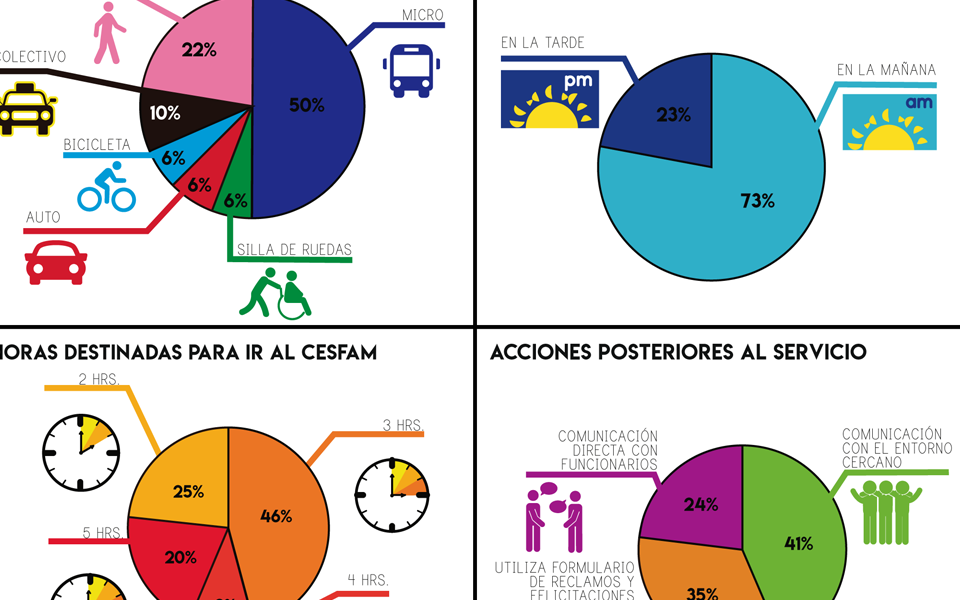 MICRO
22%
COLECTIVO
50%
10%
BICICLETA
6%
AUTO
6%
6%
SILLA DE RUEDAS
EN LA TARDE
pm
EN LA MAÑANA
am
23%
73%
HORAS DESTINADAS PARA IR AL CESFAM
2 HRS.
3 HRS.
25%
46%
5 HRS.
20%
4 HRS.
ACCIONES POSTERIORES AL SERVICIO
COMUNICACIÓN
DIRECTA CON
FUNCIONARIOS
COMUNICACIÓN
CON EL ENTORNO
CERCANO
24%
41%
UTILIZA FORMULARIO
DE RECLAMOS Y
FELICITACIONES
35%